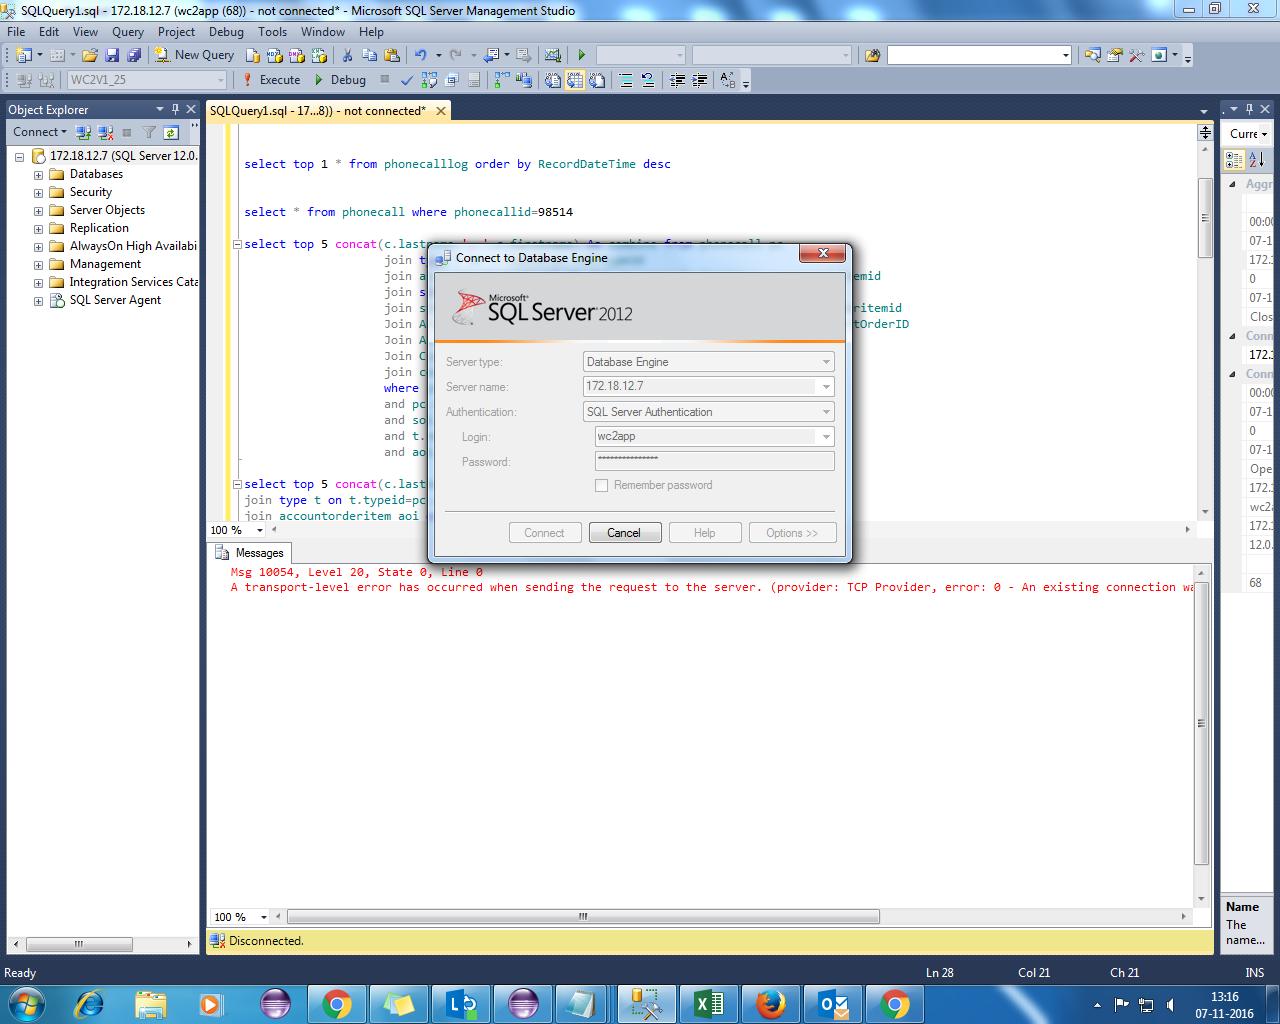 SQLQuery1.sql - 172.18.12.7 (wc2app (68)) - not connected* - Microsoft SQL Server Management Studio
File Edit View Query Project Debug Tools Window Help
New Query
WC2V1_25 Execute Debug
Object Explorer
Connect
172.18.12.7 (SQL Server 12.0.
Databases
Security
Server Objects
Replication
AlwaysOn High Availabi
Management
Integration Services Cata
SQL Server Agent
SQLQuery1.sql - 17...8)) - not connected*
select top 1 * from phonecalllog order by RecordDateTime desc
select * from phonecall where phonecallid=98514
select top 5 concat(c.lastname
join t
join a emid
join s
join s ritemid
Join A tOrderID
Join A
Join C
join c
where
and pc
and so
and t.
and ao
select top 5 concat(c.last
join type t on t.typeid=pc
join accountorderitem aoi
100 %
Connect to Database Engine
Microsoft
SQL Server 2012
Server type: Database Engine
Server name: 172.18.12.7
Authentication: SQL Server Authentication
Login: wc2app
Password: ***************
Remember password
Connect Cancel Help Options >>
Messages
Msg 10054, Level 20, State 0, Line 0
A transport-level error has occurred when sending the request to the server. (provider: TCP Provider, error: 0 - An existing connection wa
100 %
Disconnected.
Curre
Aggr
00:00
07-1
172.1
0
07-1
Clos
Conn
172.1
Conn
00:00
07-1
0
07-1
Ope
172.1
wc2a
172.1
12.0.
68
Name
The
name...
Ready Ln 28 Col 21 Ch 21 INS
13:16
07-11-2016